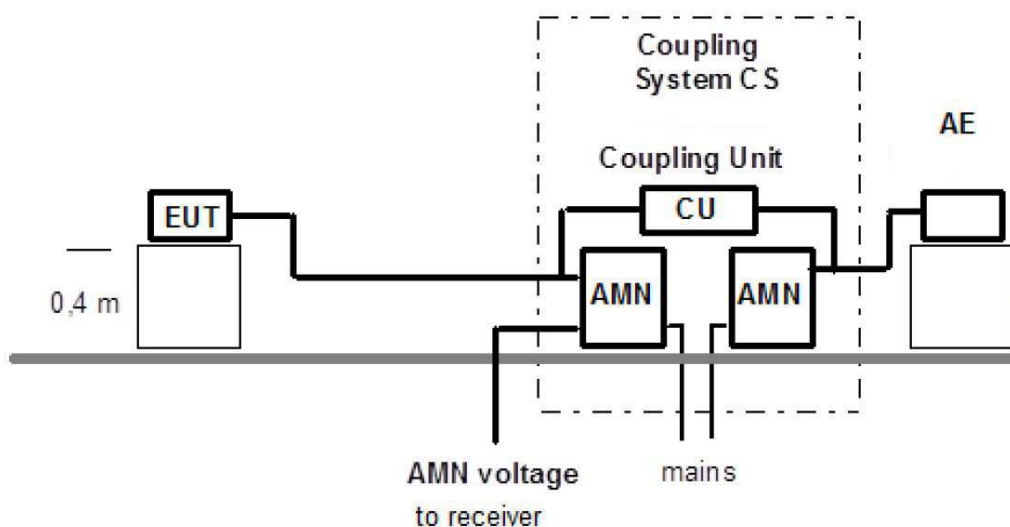 Coupling
System CS
AE
Coupling Unit
EUT
CU
0,4 m
AMN
AMN
AMN voltage
to receiver
mains